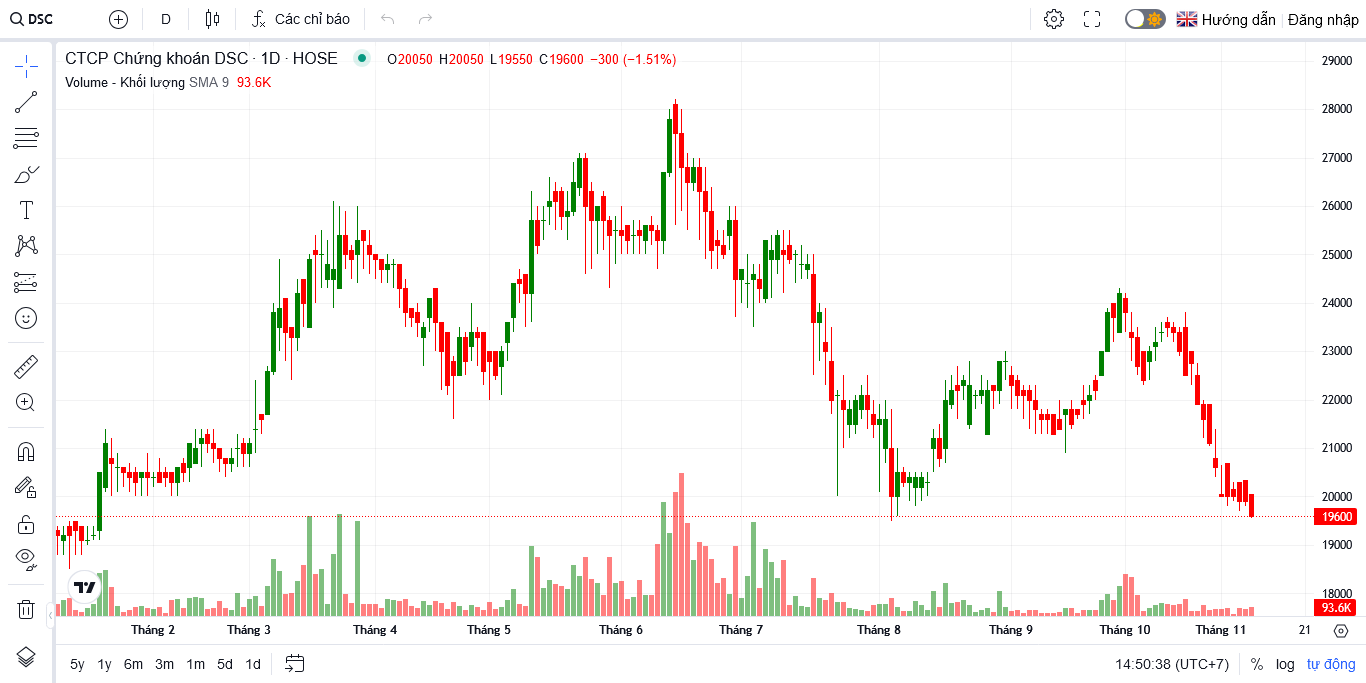 DSC D Các chỉ báo Hướng dẫn Đăng nhập
CTCP Chứng khoán DSC · 1D · HOSE O20050 H20050 L19550 C19600 −300 (−1.51%)
Volume - Khối lượng SMA 9 93.6K
29000
28000
27000
26000
25000
24000
23000
22000
21000
20000
19600
19000
18000
93.6K
Tháng 2 Tháng 3 Tháng 4 Tháng 5 Tháng 6 Tháng 7 Tháng 8 Tháng 9 Tháng 10 Tháng 11 21
5y 1y 6m 3m 1m 5d 1d 14:50:38 (UTC+7) % log tự động